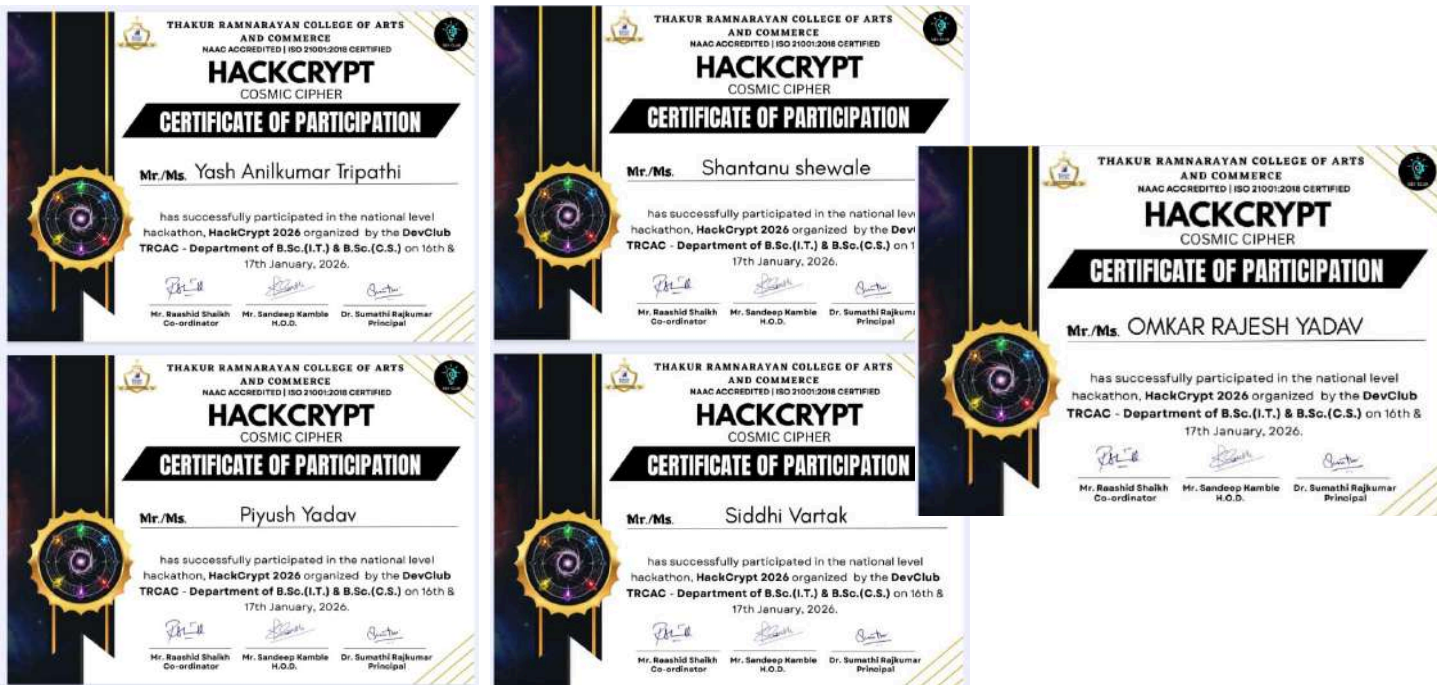 THAKUR RAMNARAYAN COLLEGE OF ARTS
AND COMMERCE
NAAC ACCREDITED | ISO 21001:2018 CERTIFIED
HACKCRYPT
COSMIC CIPHER
CERTIFICATE OF PARTICIPATION
Mr./Ms. Yash Anilkumar Tripathi
has successfully participated in the national level
hackathon, HackCrypt 2026 organized by the DevClub
TRCAC - Department of B.Sc.(I.T.) & B.Sc.(C.S.) on 16th &
17th January, 2026.
Mr. Raashid Shaikh Mr. Sandeep Kamble Dr. Sumathi Rajkumar
Co-ordinator H.O.D. Principal
THAKUR RAMNARAYAN COLLEGE OF ARTS
AND COMMERCE
NAAC ACCREDITED | ISO 21001:2018 CERTIFIED
HACKCRYPT
COSMIC CIPHER
CERTIFICATE OF PARTICIPATION
Mr./Ms. Shantanu shewale
has successfully participated in the national
hackathon, HackCrypt 2026 organized by the
TRCAC - Department of B.Sc.(I.T.) & B.Sc.(C.S.) on
17th January, 2026.
Mr. Raashid Shaikh Mr. Sandeep Kamble Dr. Sumathi
Co-ordinator H.O.D. Principal
THAKUR RAMNARAYAN COLLEGE OF ARTS
AND COMMERCE
NAAC ACCREDITED | ISO 21001:2018 CERTIFIED
HACKCRYPT
COSMIC CIPHER
CERTIFICATE OF PARTICIPATION
Mr./Ms. OMKAR RAJESH YADAV
has successfully participated in the national level
hackathon, HackCrypt 2026 organized by the DevClub
TRCAC - Department of B.Sc.(I.T.) & B.Sc.(C.S.) on 16th &
17th January, 2026.
Mr. Raashid Shaikh Mr. Sandeep Kamble Dr. Sumathi Rajkumar
Co-ordinator H.O.D. Principal
THAKUR RAMNARAYAN COLLEGE OF ARTS
AND COMMERCE
NAAC ACCREDITED | ISO 21001:2018 CERTIFIED
HACKCRYPT
COSMIC CIPHER
CERTIFICATE OF PARTICIPATION
Mr./Ms. Piyush Yadav
has successfully participated in the national level
hackathon, HackCrypt 2026 organized by the DevClub
TRCAC - Department of B.Sc.(I.T.) & B.Sc.(C.S.) on 16th &
17th January, 2026.
Mr. Raashid Shaikh Mr. Sandeep Kamble Dr. Sumathi Rajkumar
Co-ordinator H.O.D. Principal
THAKUR RAMNARAYAN COLLEGE OF ARTS
AND COMMERCE
NAAC ACCREDITED | ISO 21001:2018 CERTIFIED
HACKCRYPT
COSMIC CIPHER
CERTIFICATE OF PARTICIPATION
Mr./Ms. Siddhi Vartak
has successfully participated in the national level
hackathon, HackCrypt 2026 organized by the DevClub
TRCAC - Department of B.Sc.(I.T.) & B.Sc.(C.S.) on 16th &
17th January, 2026.
Mr. Raashid Shaikh Mr. Sandeep Kamble Dr. Sumathi Rajkumar
Co-ordinator H.O.D. Principal